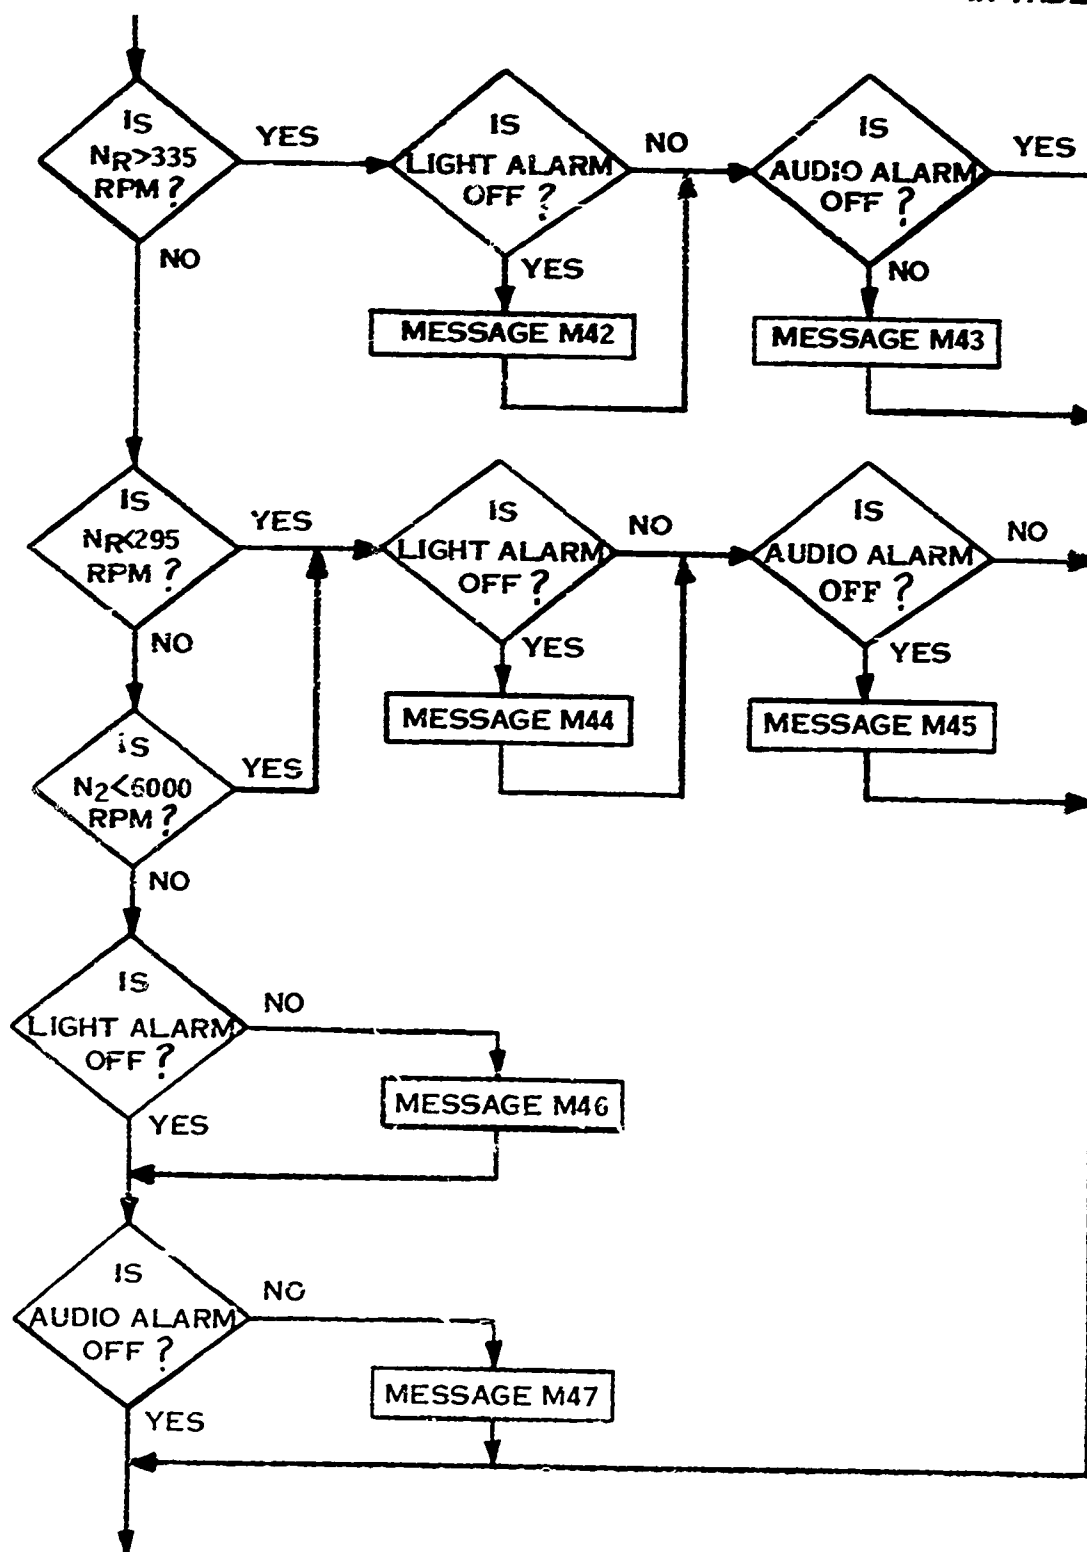 IS
NR>335
RPM?
YES
NO
IS
LIGHT ALARM
OFF?
NO
YES
MESSAGE M42
IS
AUDIO ALARM
OFF?
YES
NO
MESSAGE M43
IS
NR<295
RPM?
YES
NO
IS
LIGHT ALARM
OFF?
NO
YES
MESSAGE M44
IS
AUDIO ALARM
OFF?
NO
YES
MESSAGE M45
IS
N2<6000
RPM?
YES
NO
IS
LIGHT ALARM
OFF?
NO
YES
MESSAGE M46
IS
AUDIO ALARM
OFF?
NO
YES
MESSAGE M47